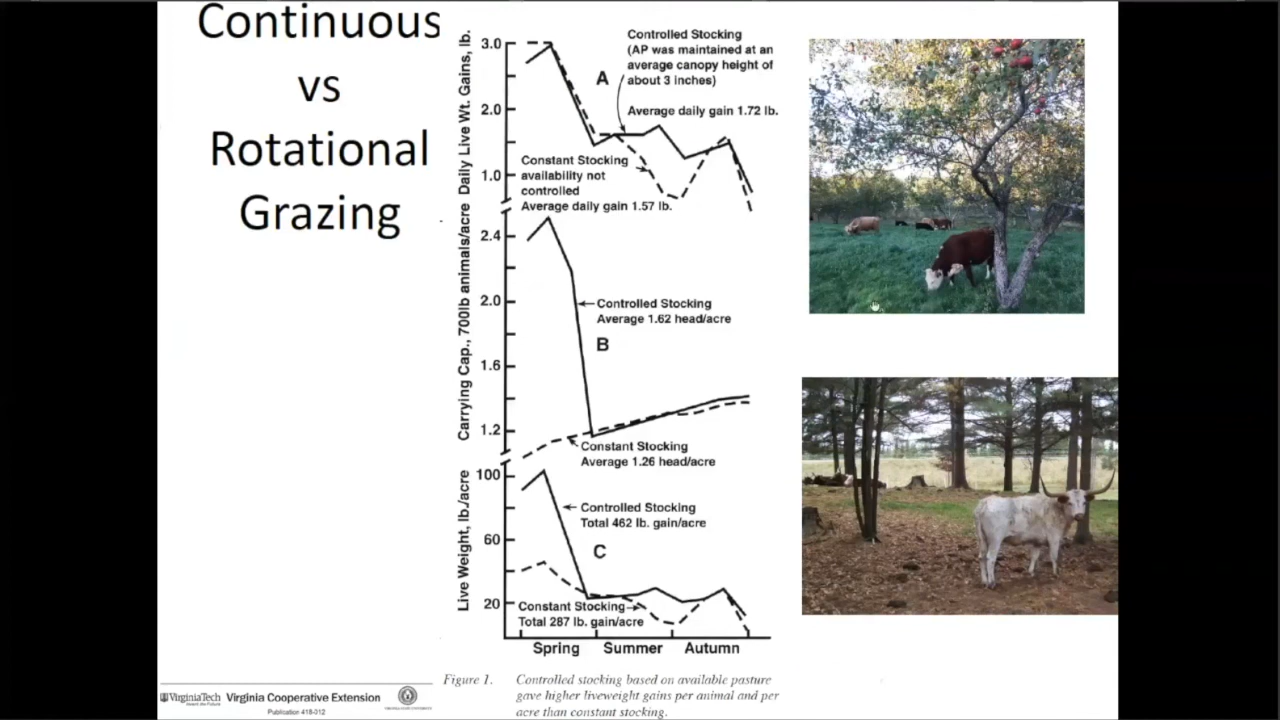 Continuous
vs
Rotational
Grazing
Daily Live Wt. Gains, lb.
3.0
2.0
1.0
A
Controlled Stocking
(AP was maintained at an
average canopy height of
about 3 inches)
Average daily gain 1.72 lb.
Constant Stocking
availability not
controlled
Average daily gain 1.57 lb.
Carrying Cap., 700lb animals/acre
2.4
2.0
1.6
1.2
Controlled Stocking
Average 1.62 head/acre
B
Constant Stocking
Average 1.26 head/acre
Live Weight, lb./acre
100
60
20
Controlled Stocking
Total 462 lb. gain/acre
C
Constant Stocking
Total 287 lb. gain/acre
Spring Summer Autumn
Figure 1. Controlled stocking based on available pasture
gave higher liveweight gains per animal and per
acre than constant stocking.
VirginiaTech Virginia Cooperative Extension
Publication 418-012